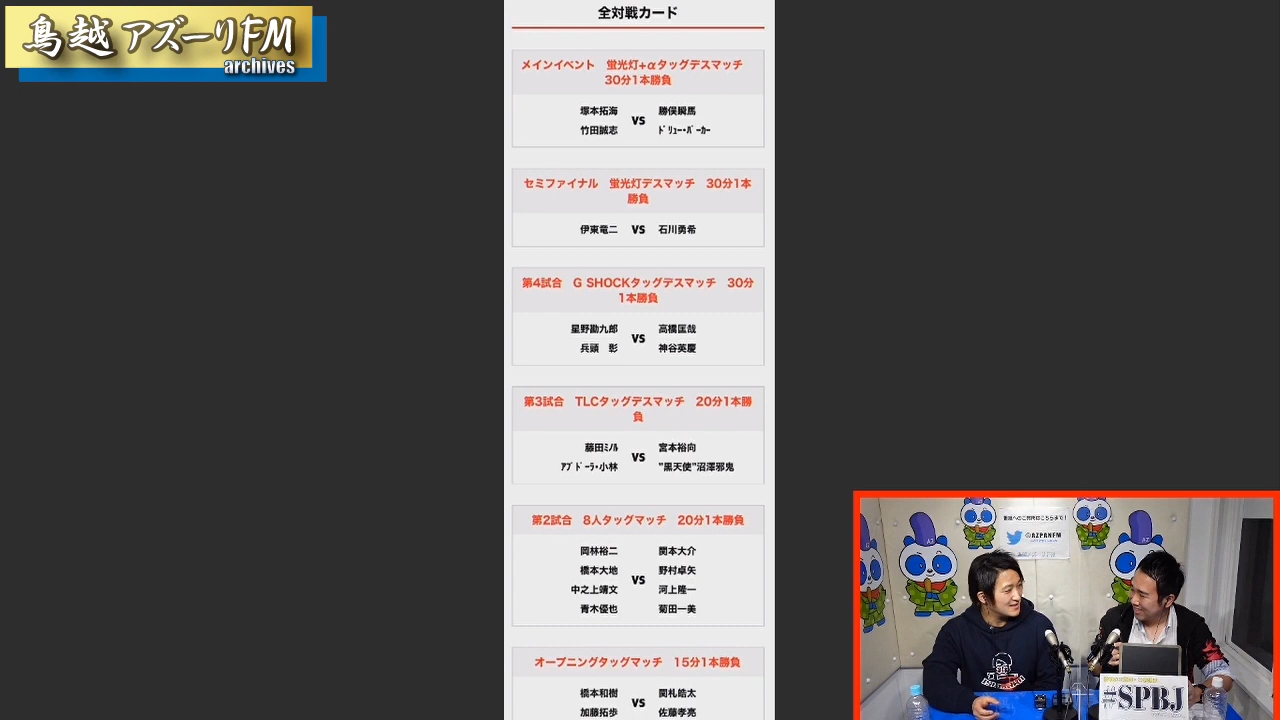 鳥越 アズーリFM
archives
全対戦カード
メインイベント 蛍光灯+αタッグデスマッチ
30分1本勝負
塚本拓海 VS 勝俣瞬馬
竹田誠志 ﾄﾞﾘｭｰ･ﾊﾞｰｶｰ
セミファイナル 蛍光灯デスマッチ 30分1本
勝負
伊東竜二 VS 石川勇希
第4試合 G SHOCKタッグデスマッチ 30分
1本勝負
星野勘九郎 VS 高橋匡哉
兵頭 彰 神谷英慶
第3試合 TLCタッグデスマッチ 20分1本勝
負
藤田ﾐﾉﾙ VS 宮本裕向
ｱﾌﾞﾄﾞｰﾗ･小林 "黒天使"沼澤邪鬼
第2試合 8人タッグマッチ 20分1本勝負
岡林裕二 VS 関本大介
橋本大地 野村卓矢
中之上靖文 河上隆一
青木優也 菊田一美
オープニングタッグマッチ 15分1本勝負
橋本和樹 VS 関札皓太
加藤拓歩 佐藤孝亮
番組へのご質問はこちらまで!
@AZPANFM
#SPBJ